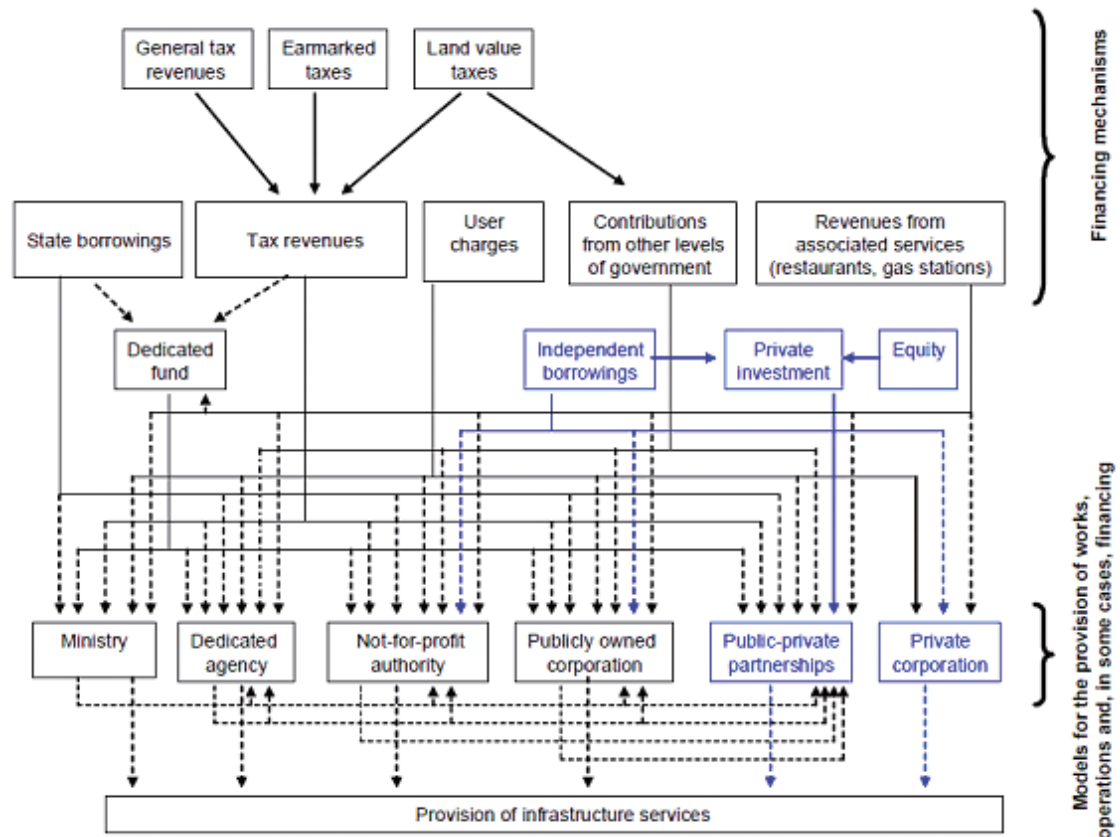 General tax
revenues
Earmarked
taxes
Land value
taxes
State borrowings
Tax revenues
User
charges
Contributions
from other levels
of government
Revenues from
associated services
(restaurants, gas stations)
Dedicated
fund
Independent
borrowings
Private
investment
Equity
Ministry
Dedicated
agency
Not-for-profit
authority
Publicly owned
corporation
Public-private
partnerships
Private
corporation
Provision of infrastructure services
Financing mechanisms
Models for the provision of works,
operations and, in some cases, financing